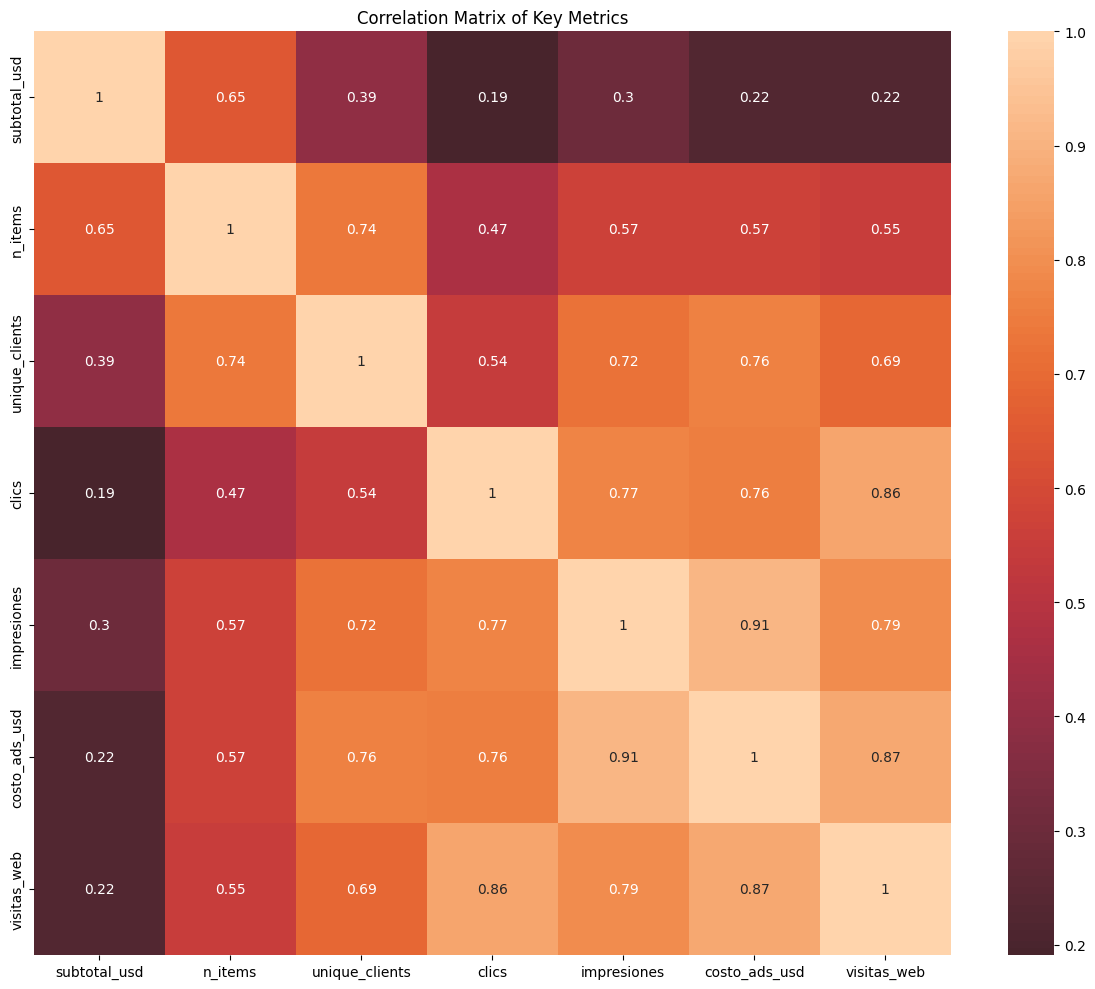 Correlation Matrix of Key Metrics
subtotal_usd 1 0.65 0.39 0.19 0.3 0.22 0.22
n_items 0.65 1 0.74 0.47 0.57 0.57 0.55
unique_clients 0.39 0.74 1 0.54 0.72 0.76 0.69
clics 0.19 0.47 0.54 1 0.77 0.76 0.86
impresiones 0.3 0.57 0.72 0.77 1 0.91 0.79
costo_ads_usd 0.22 0.57 0.76 0.76 0.91 1 0.87
visitas_web 0.22 0.55 0.69 0.86 0.79 0.87 1
subtotal_usd n_items unique_clients clics impresiones costo_ads_usd visitas_web
1.0
0.9
0.8
0.7
0.6
0.5
0.4
0.3
0.2